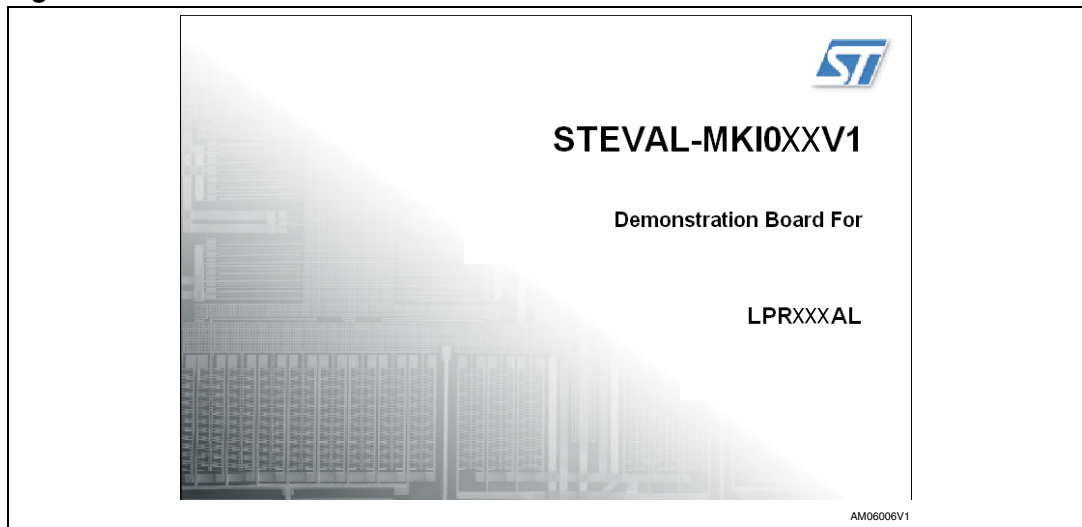 ST
STEVAL-MKI0XXV1
Demonstration Board For
LPRXXXAL
AM06006V1